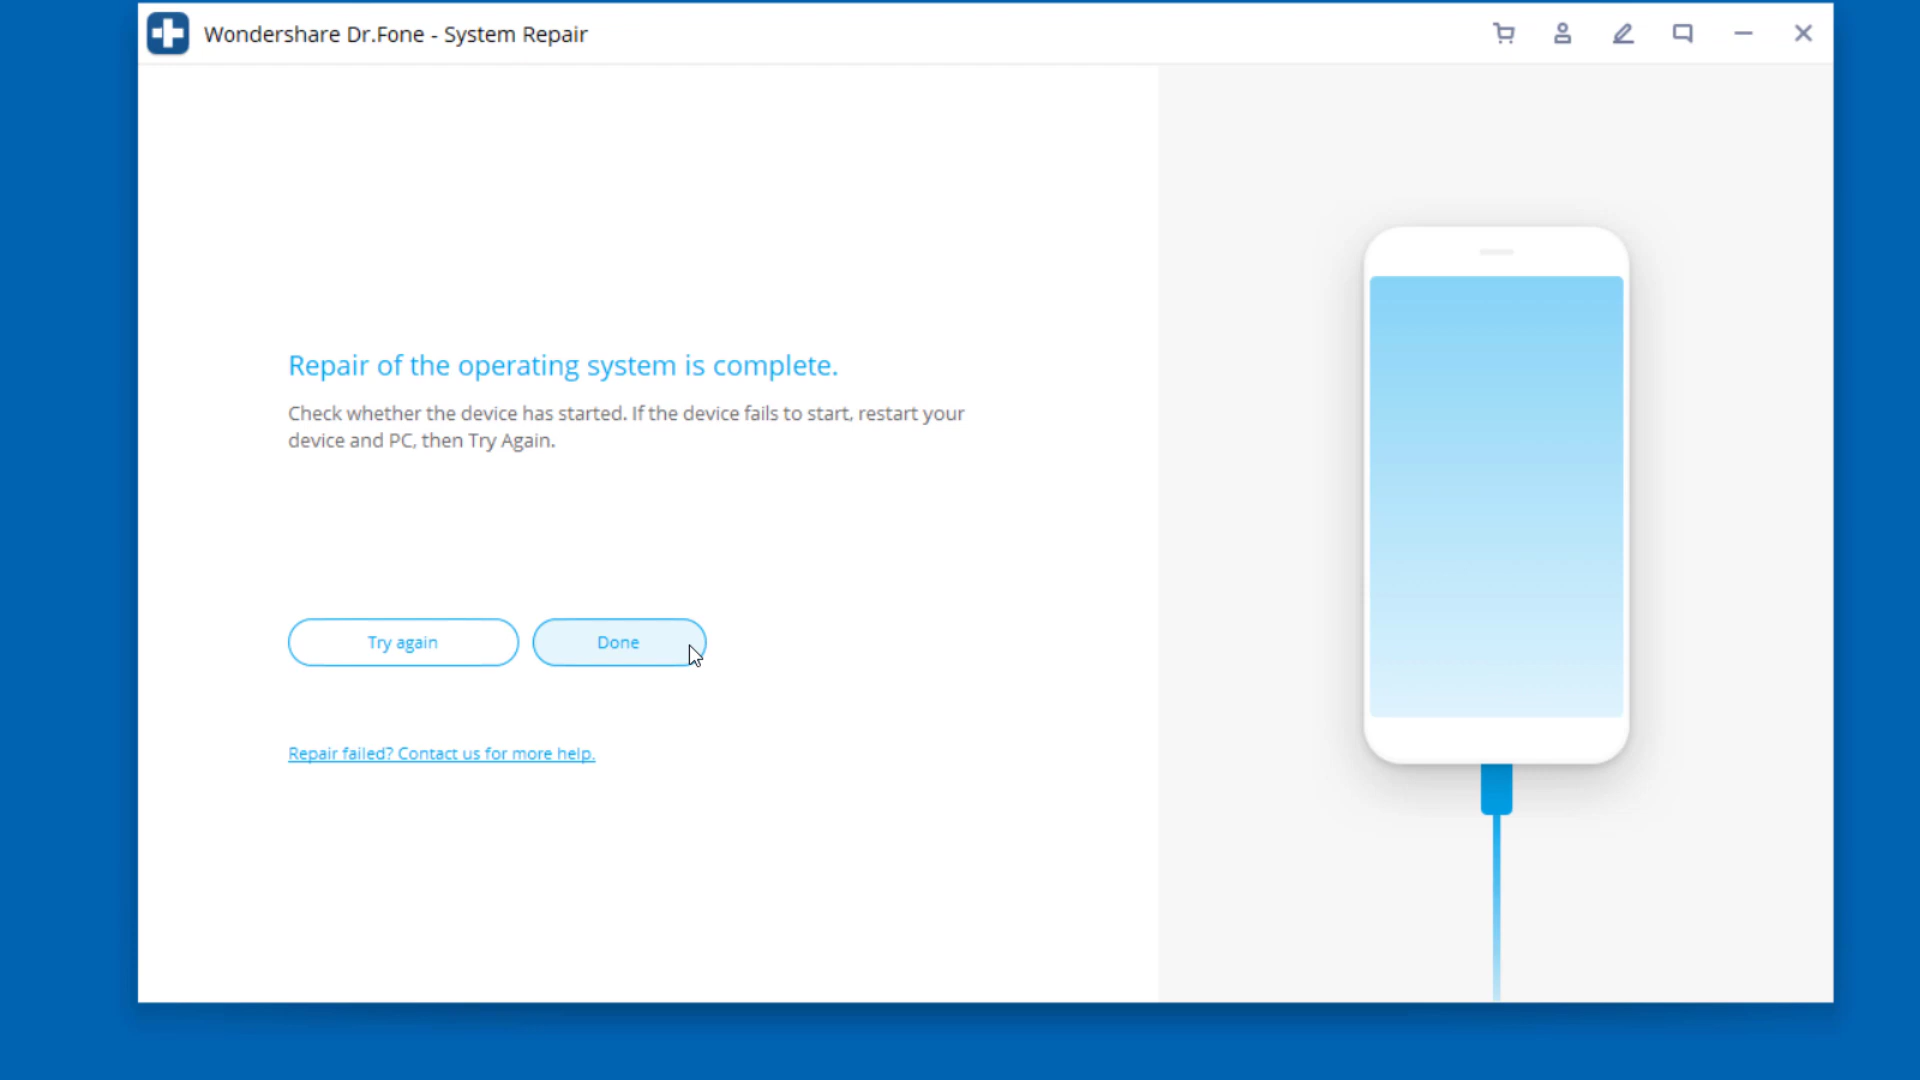 Wondershare Dr.Fone - System Repair
Repair of the operating system is complete.
Check whether the device has started. If the device fails to start, restart your
device and PC, then Try Again.
Try again
Done
Repair failed? Contact us for more help.